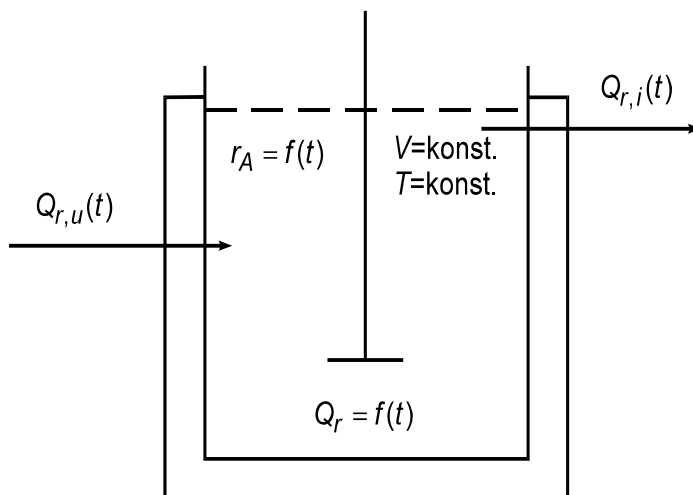 Q_{r,i}(t)
r_A = f(t)
V=konst.
T=konst.
Q_{r,u}(t)
Q_r = f(t)